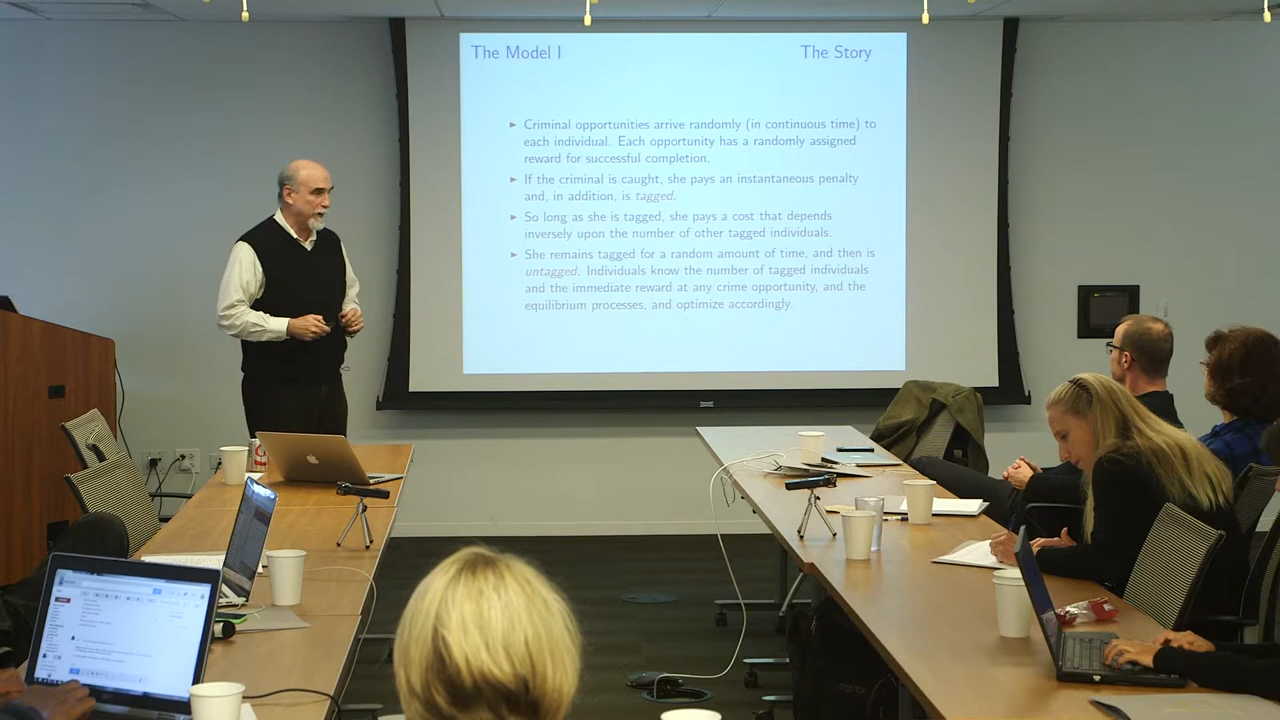 The Model I The Story
▶ Criminal opportunities arrive randomly (in continuous time) to
each individual. Each opportunity has a randomly assigned
reward for successful completion.
▶ If the criminal is caught, she pays an instantaneous penalty
and, in addition, is tagged.
▶ So long as she is tagged, she pays a cost that depends
inversely upon the number of other tagged individuals.
▶ She remains tagged for a random amount of time, and then is
untagged. Individuals know the number of tagged individuals
and the immediate reward at any crime opportunity, and the
equilibrium processes, and optimize accordingly.